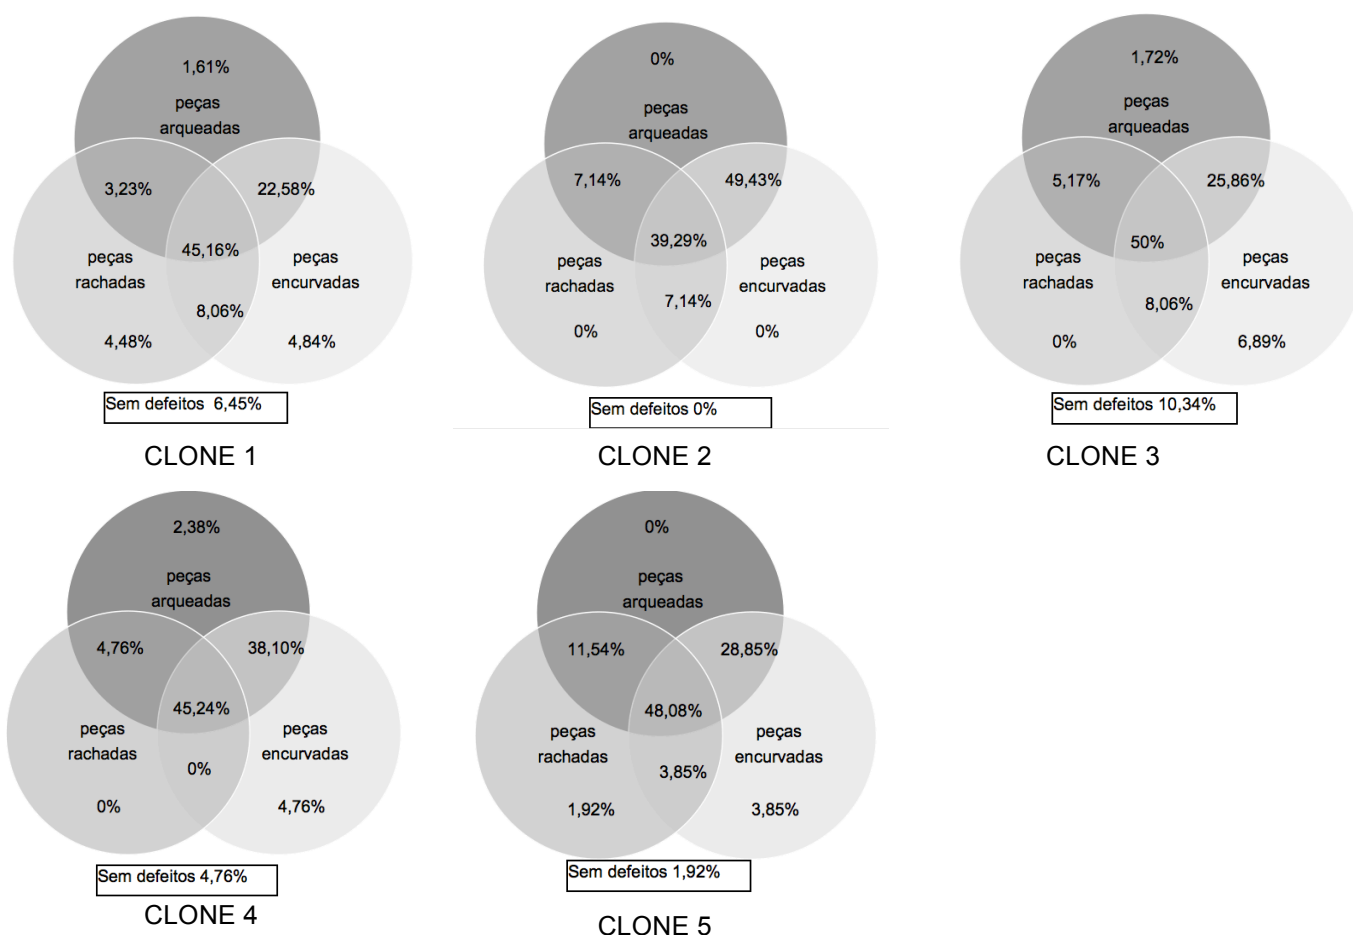 1,61%
peças
arqueadas
3,23%
22,58%
45,16%
peças
rachadas
peças
encurvadas
8,06%
4,48%
4,84%
Sem defeitos 6,45%
CLONE 1
0%
peças
arqueadas
7,14%
49,43%
39,29%
peças
rachadas
peças
encurvadas
7,14%
0%
0%
Sem defeitos 0%
CLONE 2
1,72%
peças
arqueadas
5,17%
25,86%
50%
peças
rachadas
peças
encurvadas
8,06%
0%
6,89%
Sem defeitos 10,34%
CLONE 3
2,38%
peças
arqueadas
4,76%
38,10%
45,24%
peças
rachadas
peças
encurvadas
0%
0%
4,76%
Sem defeitos 4,76%
CLONE 4
0%
peças
arqueadas
11,54%
28,85%
48,08%
peças
rachadas
peças
encurvadas
3,85%
1,92%
3,85%
Sem defeitos 1,92%
CLONE 5